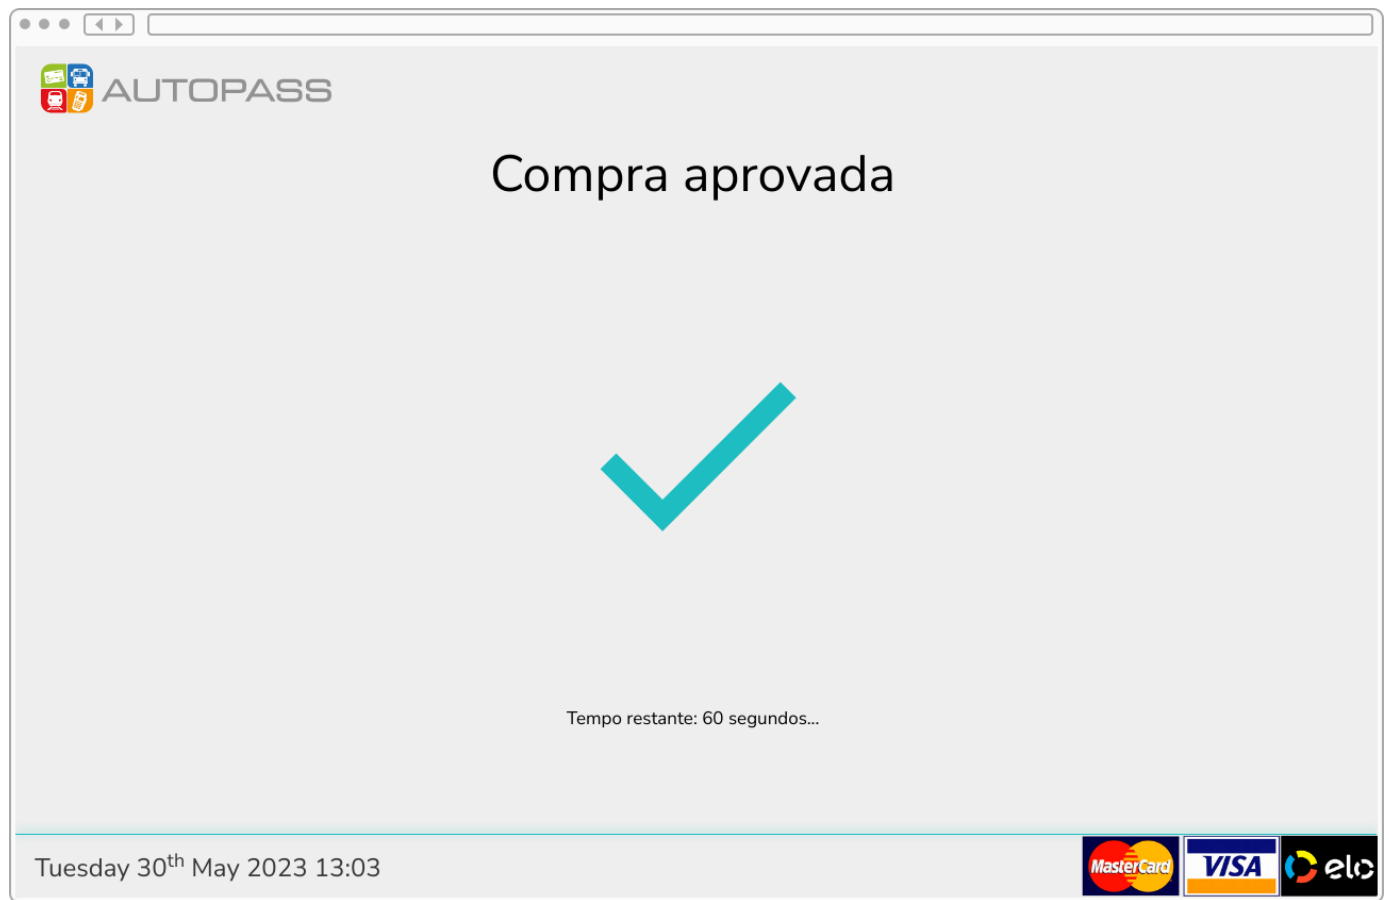 AUTOPASS
Compra aprovada
Tempo restante: 60 segundos...
Tuesday 30th May 2023 13:03
MasterCard
VISA
elo